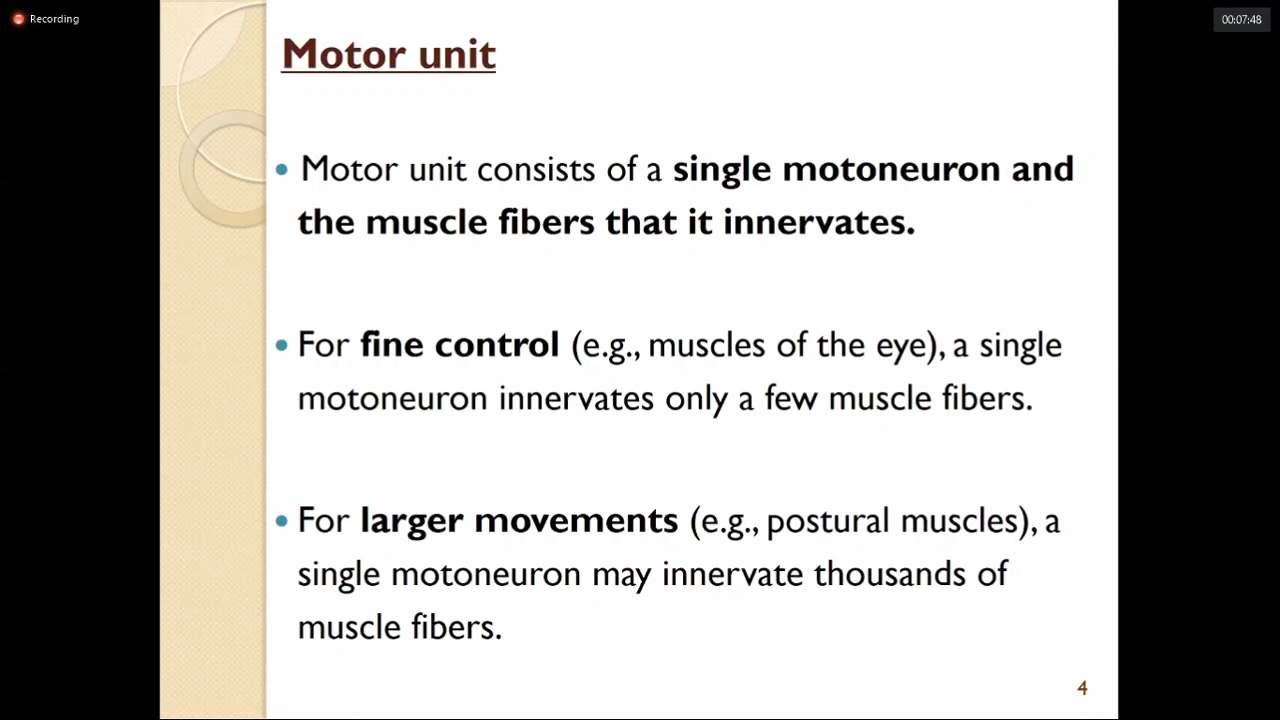 Recording
00:07:48
Motor unit
• Motor unit consists of a single motoneuron and
the muscle fibers that it innervates.
• For fine control (e.g., muscles of the eye), a single
motoneuron innervates only a few muscle fibers.
• For larger movements (e.g., postural muscles), a
single motoneuron may innervate thousands of
muscle fibers.
4